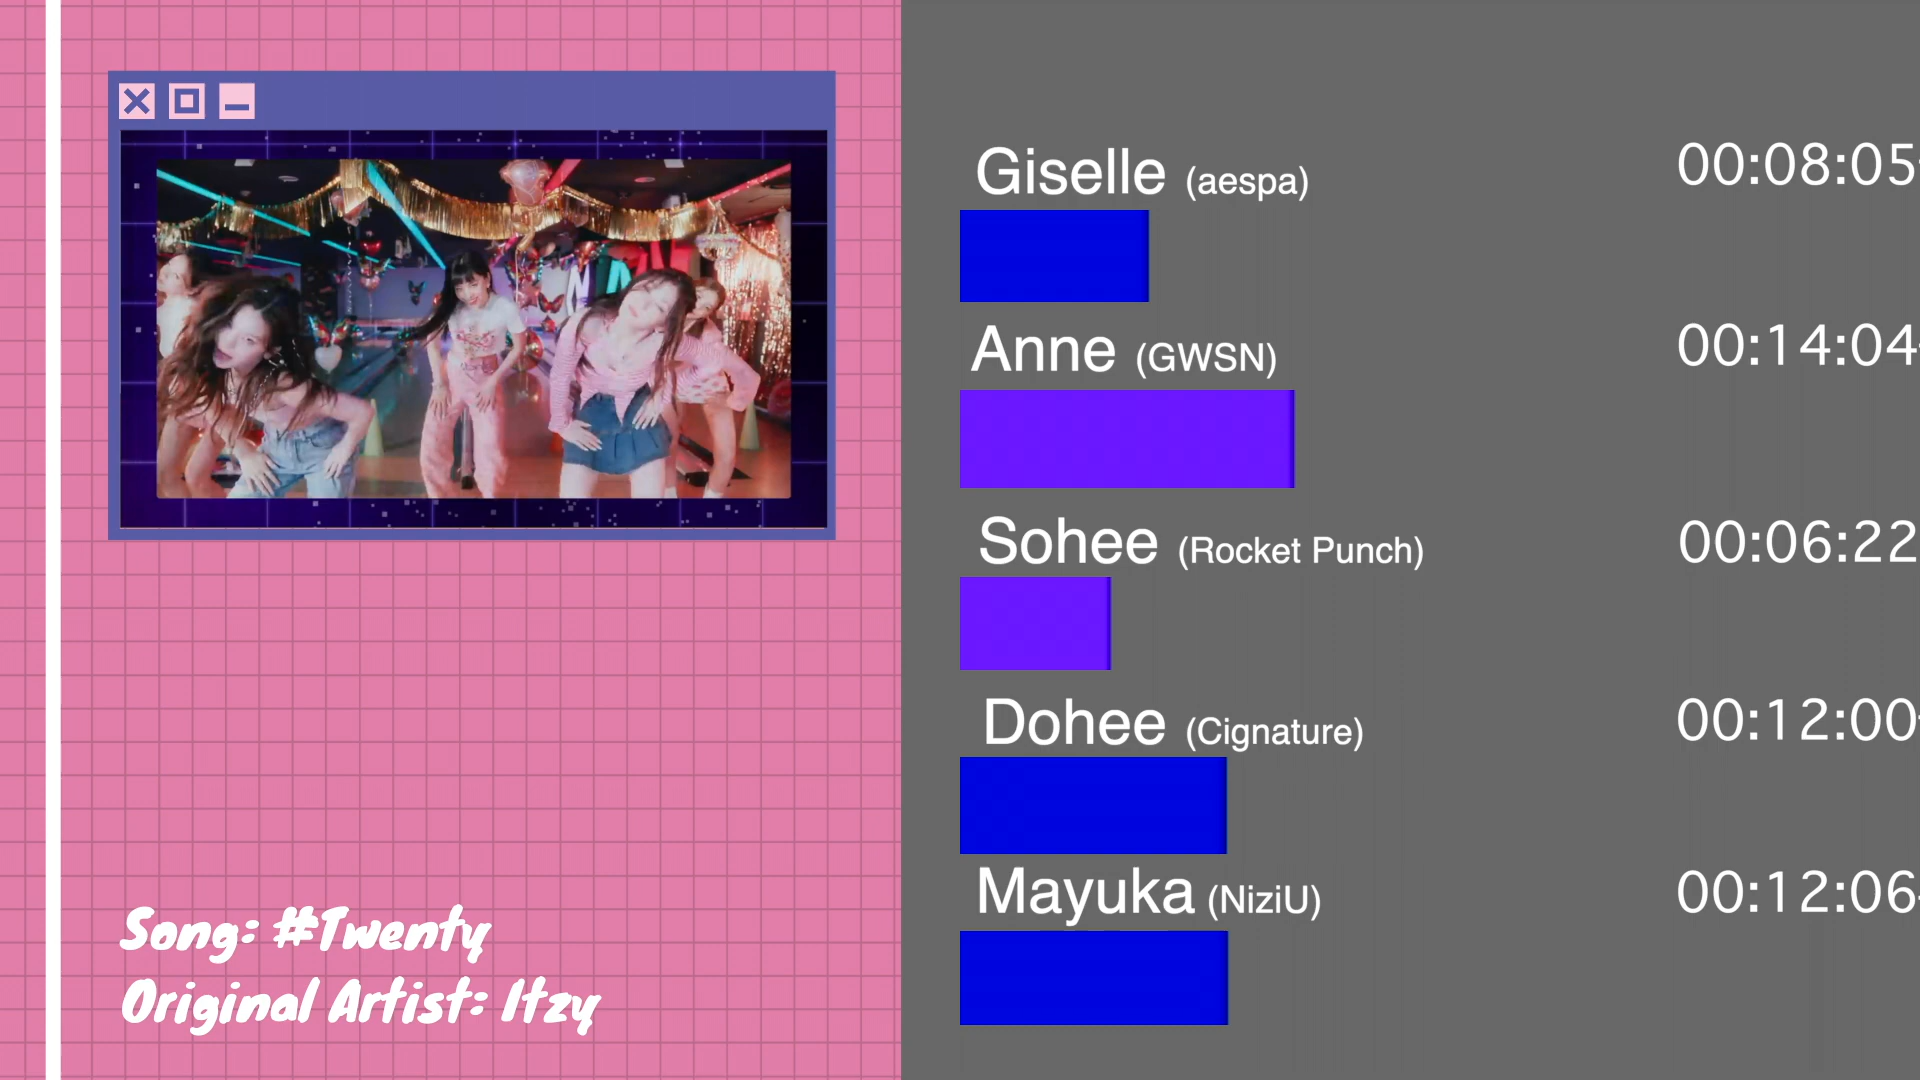 Giselle (aespa) 00:08:05
Anne (GWSN) 00:14:04
Sohee (Rocket Punch) 00:06:22
Dohee (Cignature) 00:12:00
Mayuka (NiziU) 00:12:06
Song: #Twenty
Original Artist: Itzy